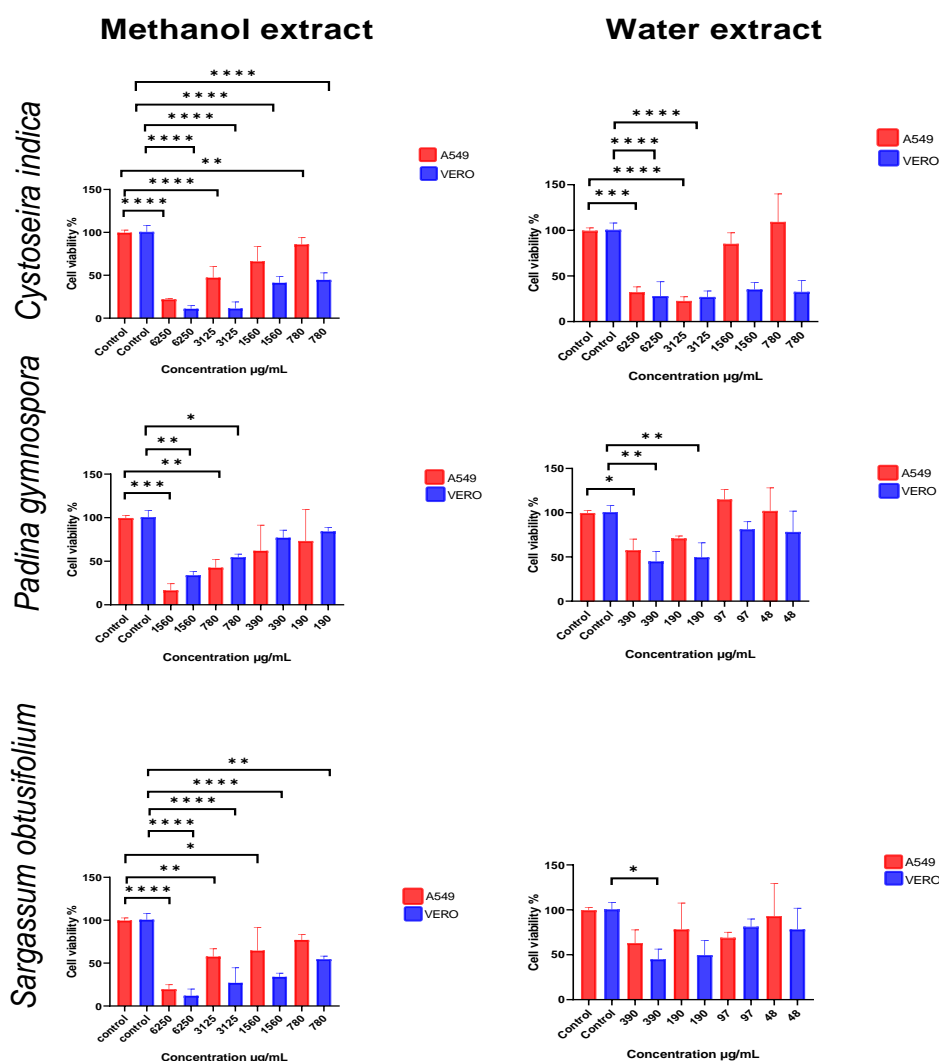 Methanol extract
Water extract
Cystoseira indica
****
****
****
****
**
****
****
A549
VERO
Cell viability %
150
100
50
0
Control
Control
6250
6250
3125
3125
1560
1560
780
780
Concentration µg/mL
****
****
****
***
A549
VERO
Cell viability %
150
100
50
0
Control
Control
6250
6250
3125
3125
1560
1560
780
780
Concentration µg/mL
Padina gymnospora
*
**
**
***
A549
VERO
Cell viability %
150
100
50
0
Control
Control
1560
1560
780
780
390
390
190
190
Concentration µg/mL
**
**
*
A549
VERO
Cell viability %
150
100
50
0
Control
Control
390
390
190
190
97
97
48
48
Concentration µg/mL
Sargassum obtusifolium
**
****
****
****
*
**
****
A549
VERO
Cell viability %
150
100
50
0
control
control
6250
6250
3125
3125
1560
1560
780
780
Concentration µg/mL
*
A549
VERO
Cell viability %
150
100
50
0
Control
Control
390
390
190
190
97
97
48
48
Concentration µg/mL